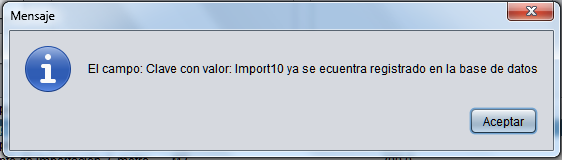 Mensaje
El campo: Clave con valor: Import10 ya se ecuentra registrado en la base de datos
Aceptar